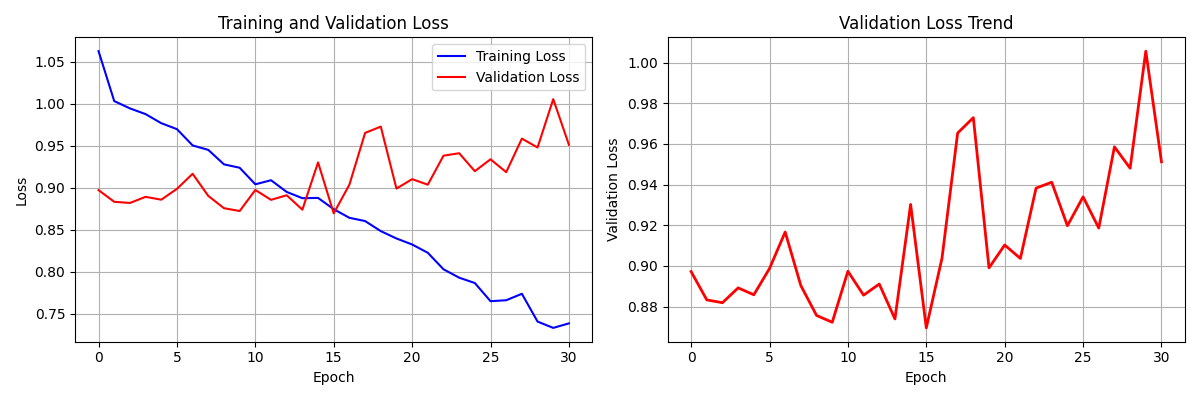 Training and Validation Loss
Training Loss
Validation Loss
1.05
1.00
0.95
0.90
0.85
0.80
0.75
Loss
0 5 10 15 20 25 30
Epoch
Validation Loss Trend
1.00
0.98
0.96
0.94
0.92
0.90
0.88
Validation Loss
0 5 10 15 20 25 30
Epoch